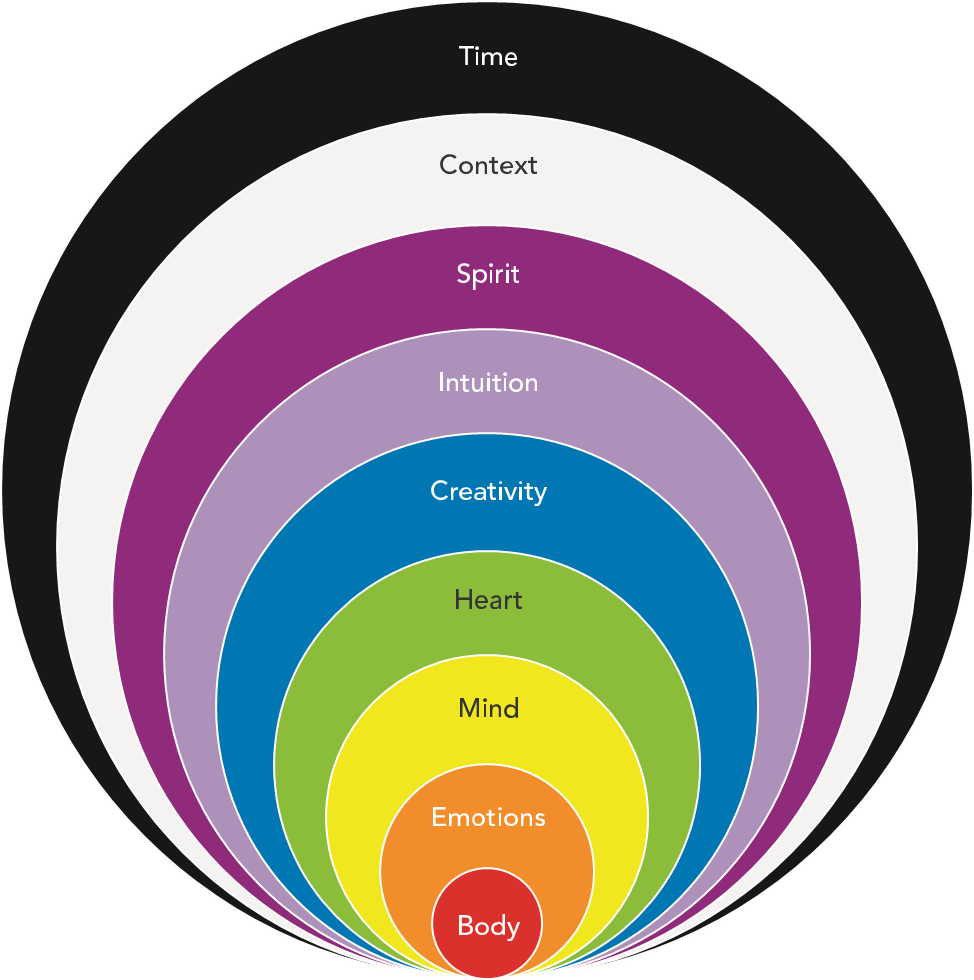 Time
Context
Spirit
Intuition
Creativity
Heart
Mind
Emotions
Body